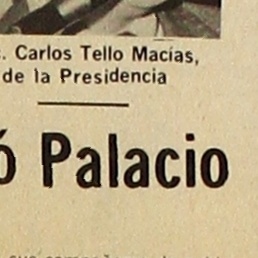 . Carlos Tello Macías,
de la Presidencia
ó Palacio